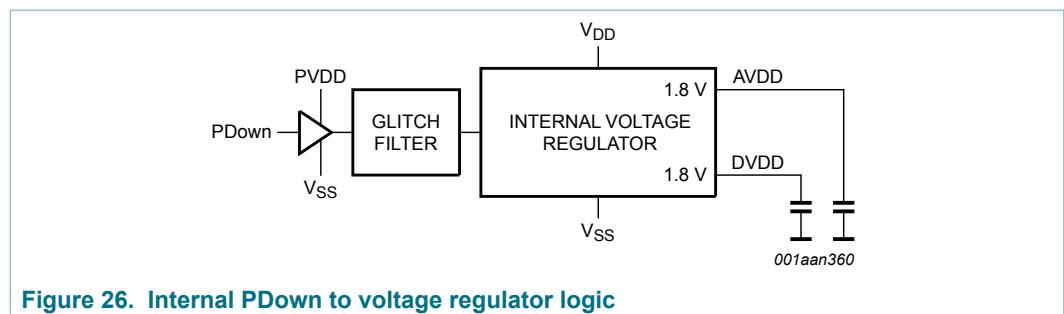 VDD
PVDD
PDown
VSS
GLITCH
FILTER
INTERNAL VOLTAGE
REGULATOR
1.8 V
AVDD
1.8 V
DVDD
VSS
001aan360
Figure 26. Internal PDown to voltage regulator logic